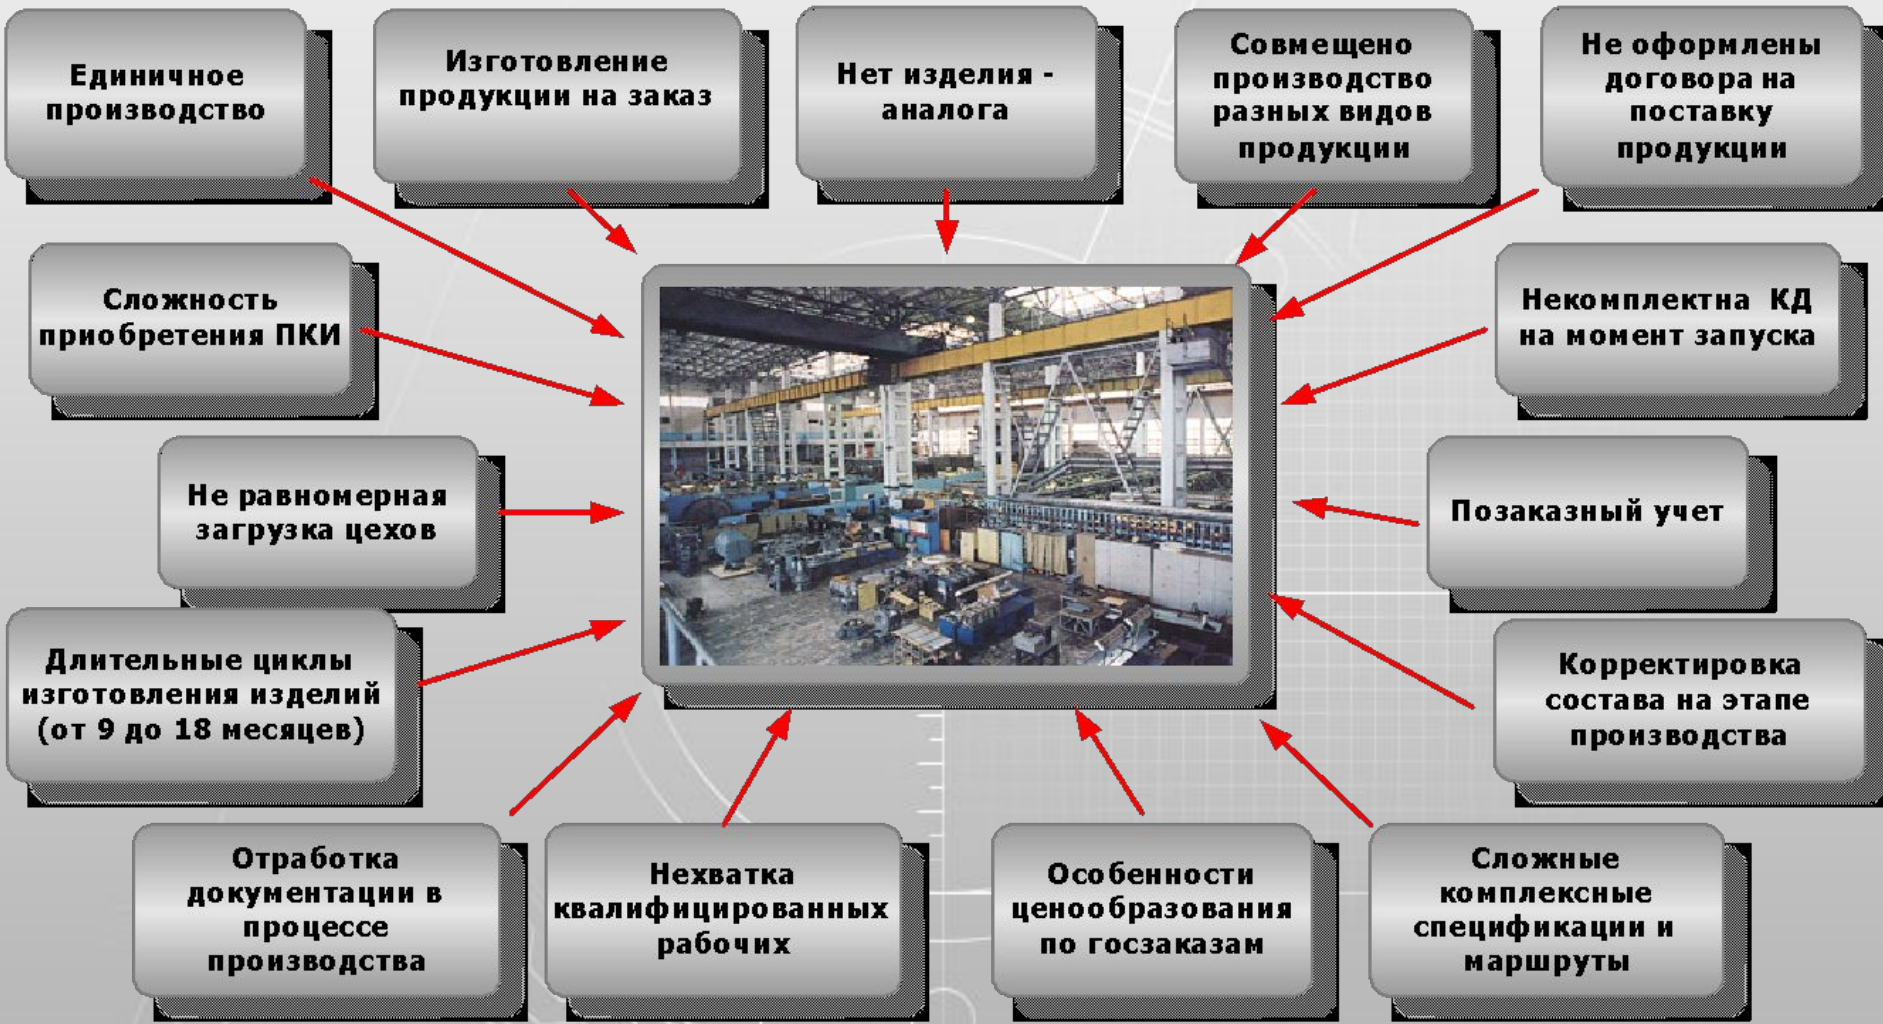 Единичное
производство
Изготовление
продукции на заказ
Нет изделия -
аналога
Совмещено
производство
разных видов
продукции
Не оформлены
договора на
поставку
продукции
Сложность
приобретения ПКИ
Некомплектна КД
на момент запуска
Не равномерная
загрузка цехов
Позаказный учет
Длительные циклы
изготовления изделий
(от 9 до 18 месяцев)
Корректировка
состава на этапе
производства
Отработка
документации в
процессе
производства
Нехватка
квалифицированных
рабочих
Особенности
ценообразования
по госзаказам
Сложные
комплексные
спецификации и
маршруты